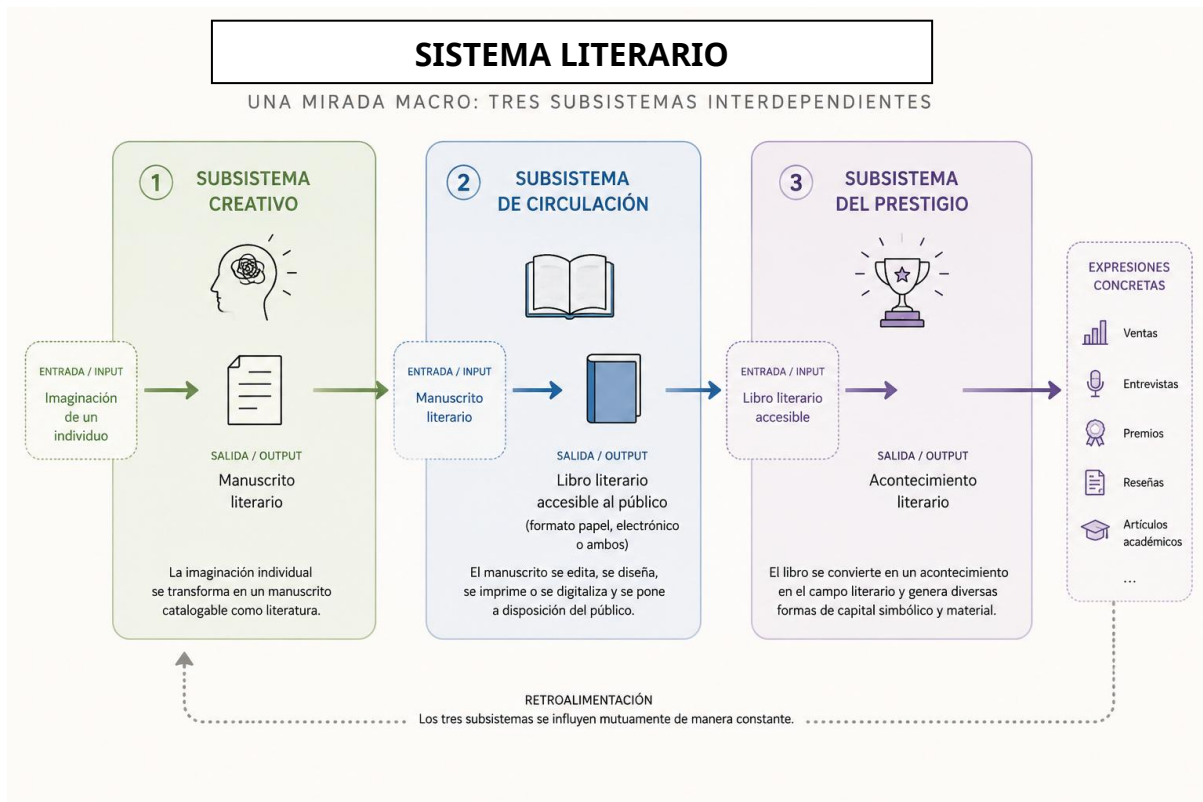 SISTEMA LITERARIO
UNA MIRADA MACRO: TRES SUBSISTEMAS INTERDEPENDIENTES
1
SUBSISTEMA
CREATIVO
ENTRADA / INPUT
Imaginación
de un
individuo
SALIDA / OUTPUT
Manuscrito
literario
La imaginación individual
se transforma en un manuscrito
catalogable como literatura.
2
SUBSISTEMA
DE CIRCULACIÓN
ENTRADA / INPUT
Manuscrito
literario
SALIDA / OUTPUT
Libro literario
accesible al público
(formato papel, electrónico
o ambos)
El manuscrito se edita, se diseña,
se imprime o se digitaliza y se pone
a disposición del público.
3
SUBSISTEMA
DEL PRESTIGIO
ENTRADA / INPUT
Libro literario
accesible
SALIDA / OUTPUT
Acontecimiento
literario
El libro se convierte en un acontecimiento
en el campo literario y genera diversas
formas de capital simbólico y material.
EXPRESIONES
CONCRETAS
Ventas
Entrevistas
Premios
Reseñas
Artículos
académicos
...
RETROALIMENTACIÓN
Los tres subsistemas se influyen mutuamente de manera constante.